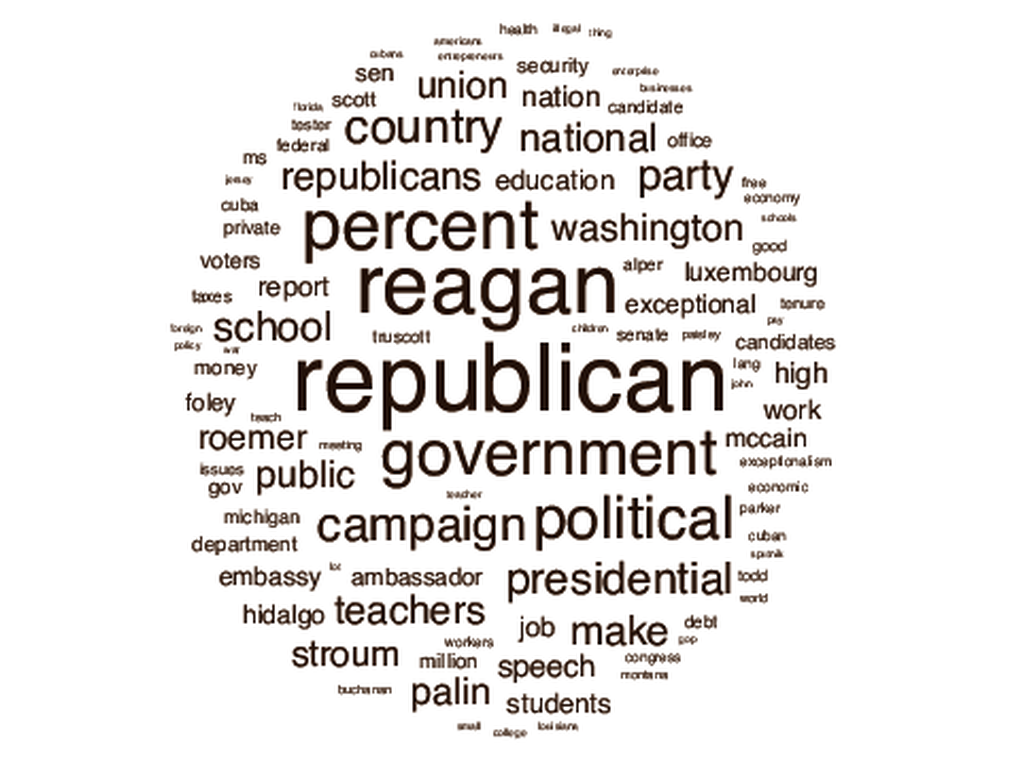 health illegal thing
americans
cubans entrepreneurs
sen union security enterprise
businesses
florida scott nation candidate
tester country national office
federal
ms
jersey republicans education party free
cuba economy
private percent washington schools
good
voters alper luxembourg
taxes report reagan exceptional tenure
pay
foreign school truscott children senate paisley candidates
policy war
money republican lang high
john
foley work
teach
roemer meeting government mccain
issues public exceptionalism
gov
teacher economic
michigan campaign political parker
department cuban
sputnik
embassy ambassador presidential todd
world
hidalgo teachers job make debt
gop
workers
stroum million speech congress
montana
buchanan palin students
small college louisiana